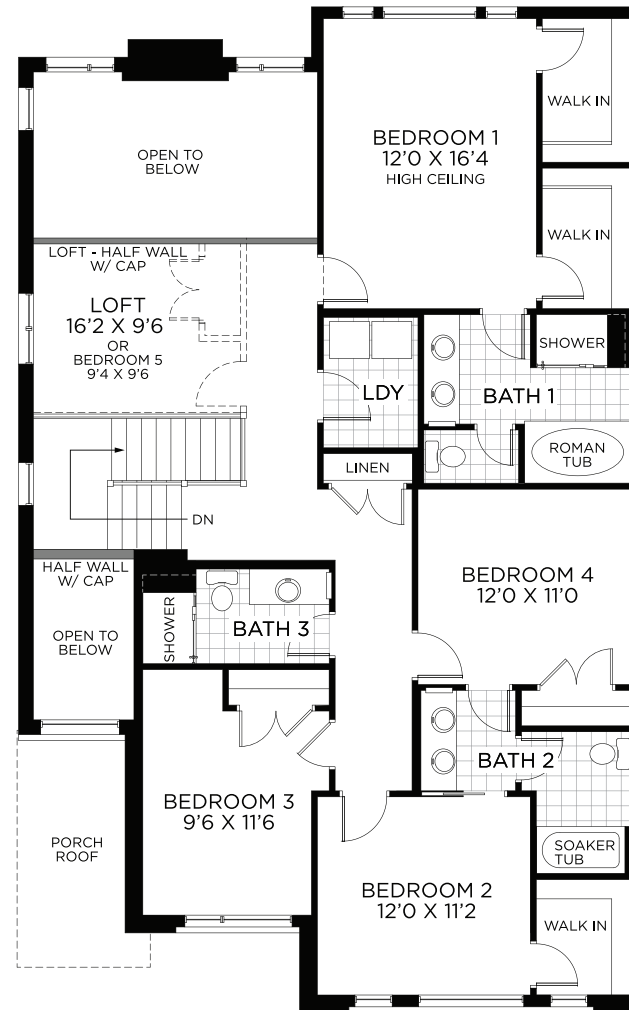 WALK IN
BEDROOM 1
12'0 X 16'4
HIGH CEILING
OPEN TO
BELOW
WALK IN
LOFT - HALF WALL
W/ CAP
LOFT
16'2 X 9'6
OR
BEDROOM 5
9'4 X 9'6
SHOWER
LDY
BATH 1
ROMAN
TUB
LINEN
DN
HALF WALL
W/ CAP
BEDROOM 4
12'0 X 11'0
SHOWER
BATH 3
OPEN TO
BELOW
BATH 2
BEDROOM 3
9'6 X 11'6
PORCH
ROOF
SOAKER
TUB
BEDROOM 2
12'0 X 11'2
WALK IN